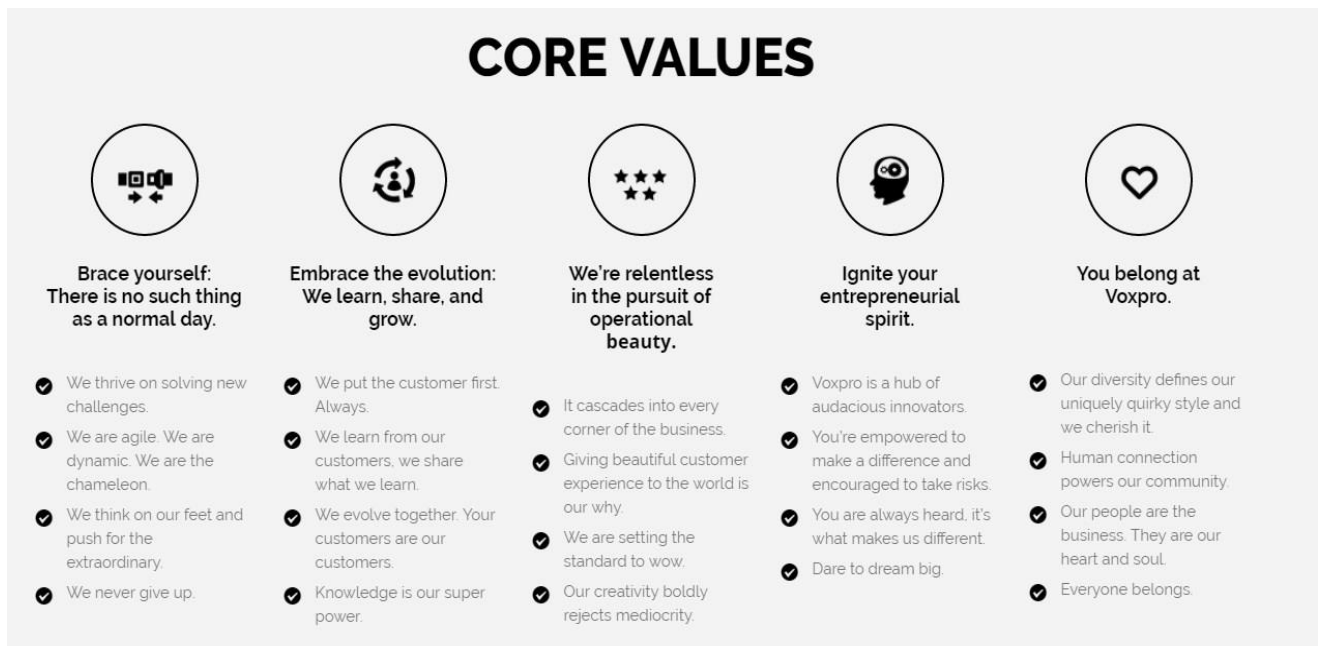 CORE VALUES
Brace yourself:
There is no such thing
as a normal day.
We thrive on solving new
challenges.
We are agile. We are
dynamic. We are the
chameleon.
We think on our feet and
push for the
extraordinary.
We never give up.
Embrace the evolution:
We learn, share, and
grow.
We put the customer first.
Always.
We learn from our
customers, we share
what we learn.
We evolve together. Your
customers are our
customers.
Knowledge is our super
power.
We're relentless
in the pursuit of
operational
beauty.
It cascades into every
corner of the business.
Giving beautiful customer
experience to the world is
our why.
We are setting the
standard to wow.
Our creativity boldly
rejects mediocrity.
Ignite your
entrepreneurial
spirit.
Voxpro is a hub of
audacious innovators.
You're empowered to
make a difference and
encouraged to take risks.
You are always heard, it's
what makes us different.
Dare to dream big.
You belong at
Voxpro.
Our diversity defines our
uniquely quirky style and
we cherish it.
Human connection
powers our community.
Our people are the
business. They are our
heart and soul.
Everyone belongs.